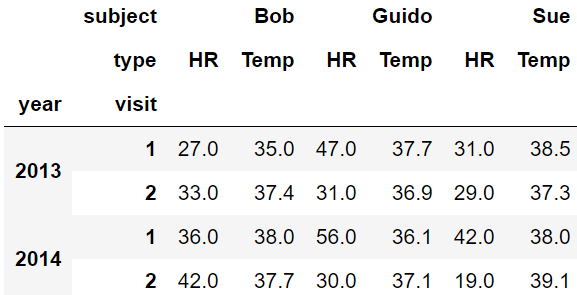 subject Bob Guido Sue
type HR Temp HR Temp HR Temp
year visit
2013 1 27.0 35.0 47.0 37.7 31.0 38.5
2 33.0 37.4 31.0 36.9 29.0 37.3
2014 1 36.0 38.0 56.0 36.1 42.0 38.0
2 42.0 37.7 30.0 37.1 19.0 39.1